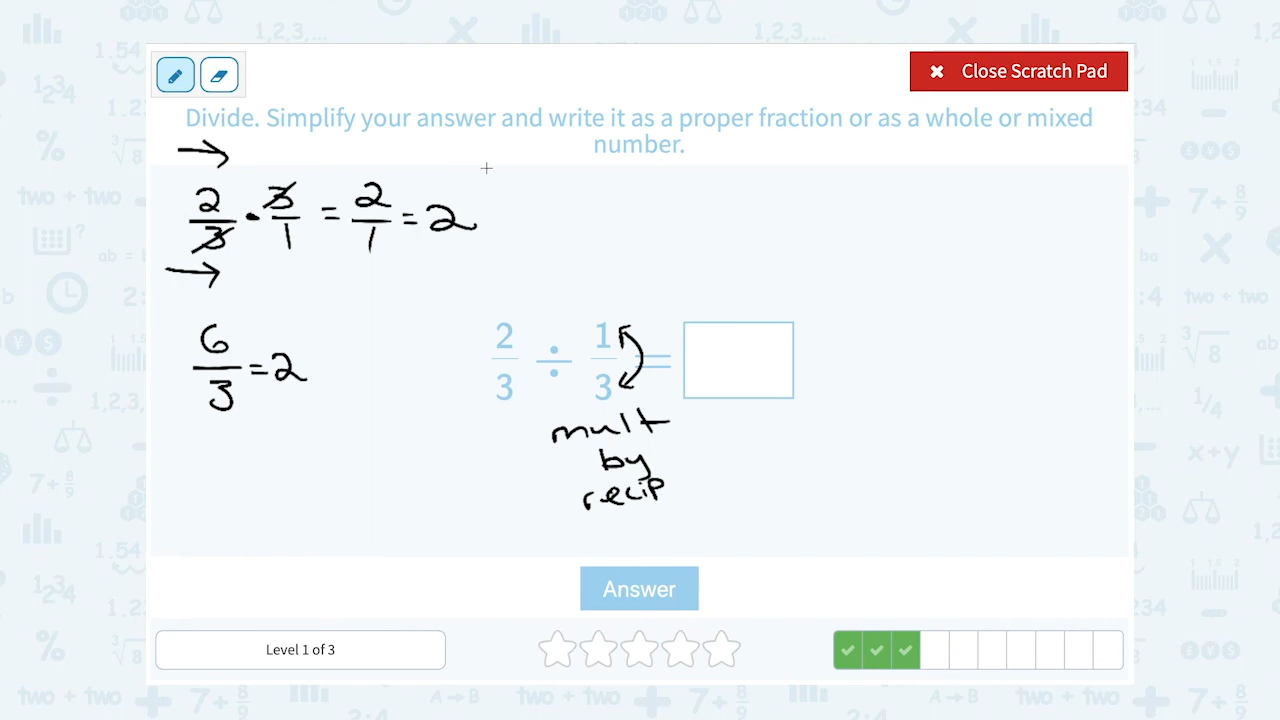 Close Scratch Pad
Divide. Simplify your answer and write it as a proper fraction or as a whole or mixed
number.
2/3 · 3/1 = 2/1 = 2
6/3 = 2
2/3 ÷ 1/3 =
mult
by
recip
Answer
Level 1 of 3